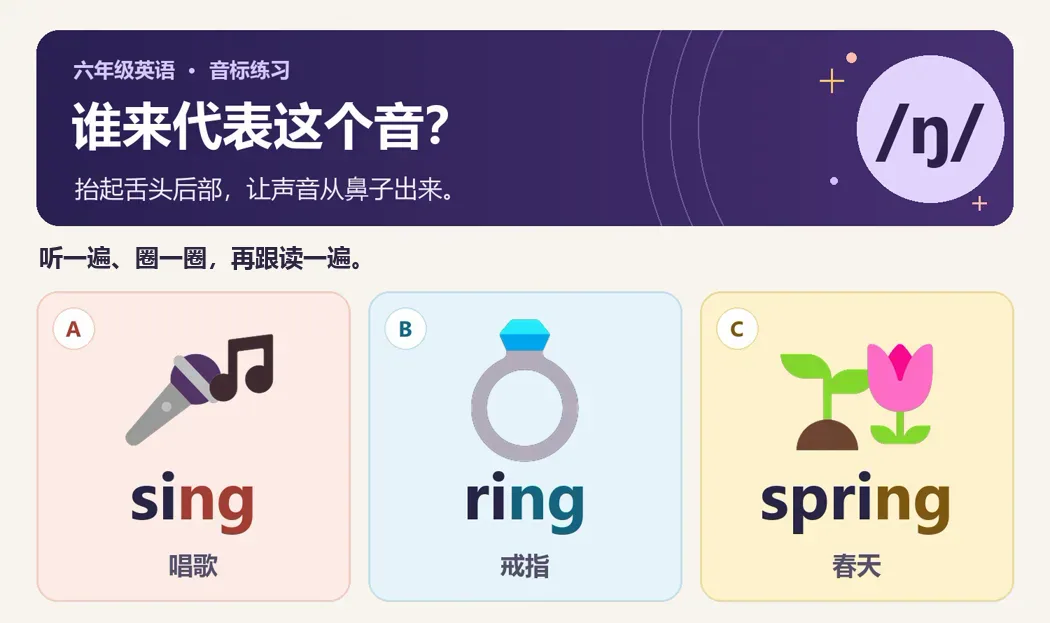 六年级英语 · 音标练习
谁来代表这个音？
抬起舌头后部，让声音从鼻子出来。
/ŋ/
听一遍、圈一圈，再跟读一遍。
A
sing
唱歌
B
ring
戒指
C
spring
春天